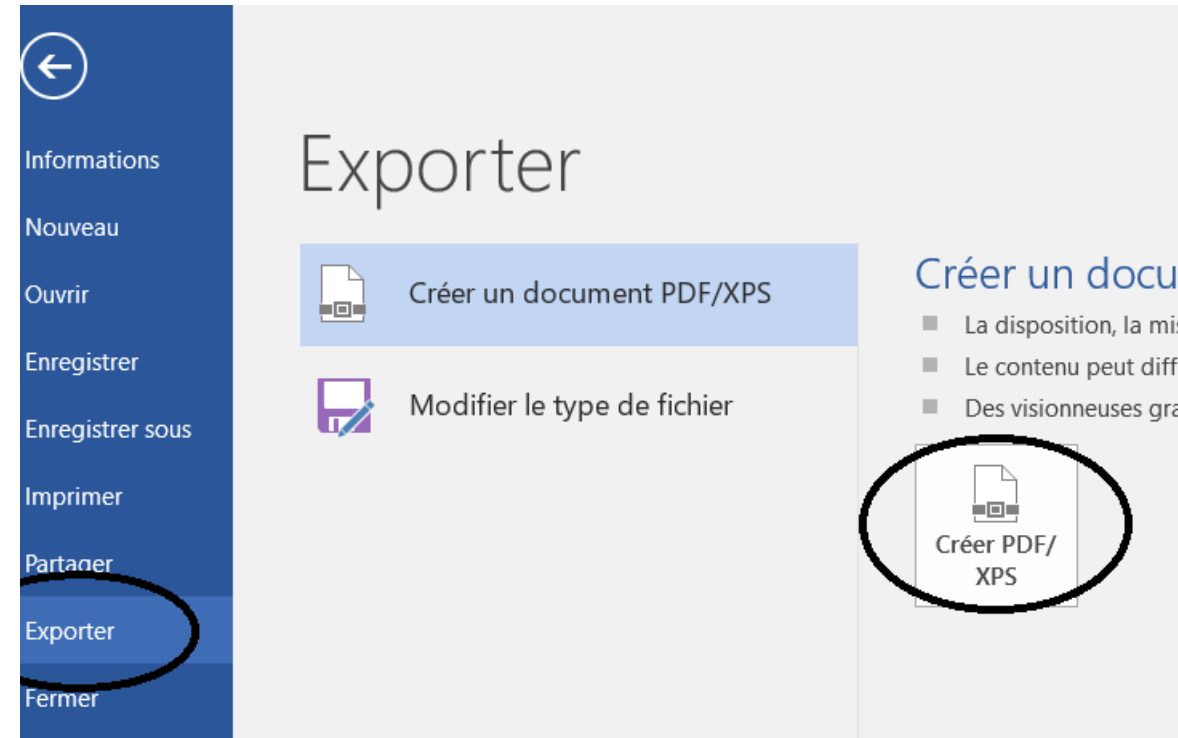 Informations
Nouveau
Ouvrir
Enregistrer
Enregistrer sous
Imprimer
Partager
Exporter
Fermer
Exporter
Créer un document PDF/XPS
Modifier le type de fichier
Créer un docu
La disposition, la mis
Le contenu peut diff
Des visionneuses gra
Créer PDF/
XPS